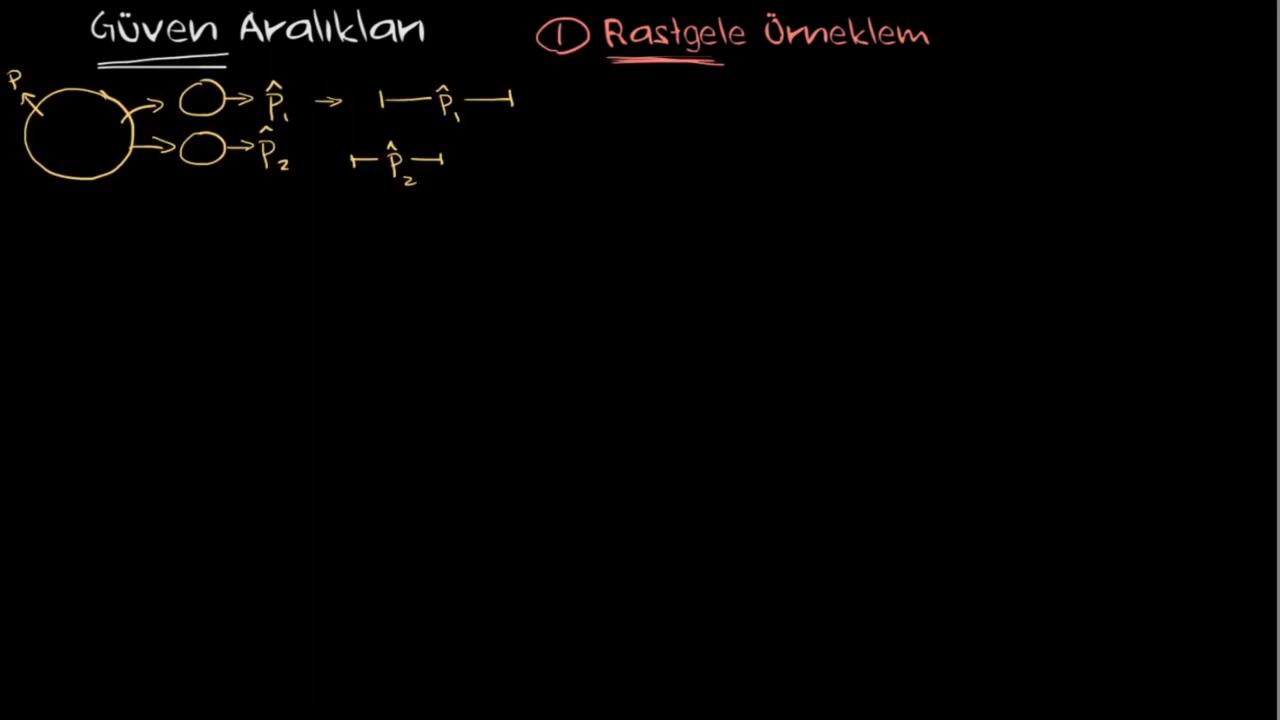 Güven Aralıkları
① Rastgele Örneklem
P
P̂₁ → P̂₁
P̂₂ P̂₂